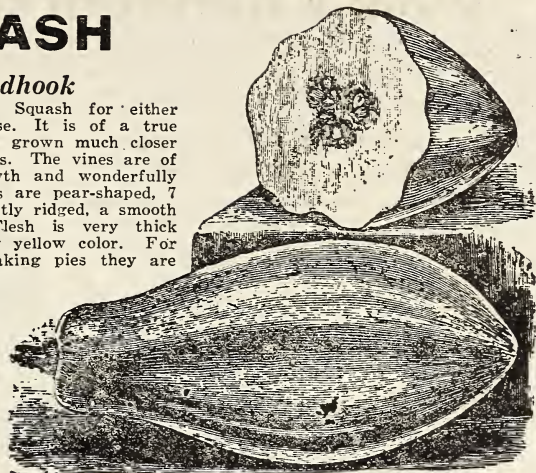 ASH
dhook
Squash for either
se. It is of a true
grown much closer
s. The vines are of
th and wonderfully
s are pear-shaped, 7
tly ridged, a smooth
Flesh is very thick
yellow color. For
aking pies they are